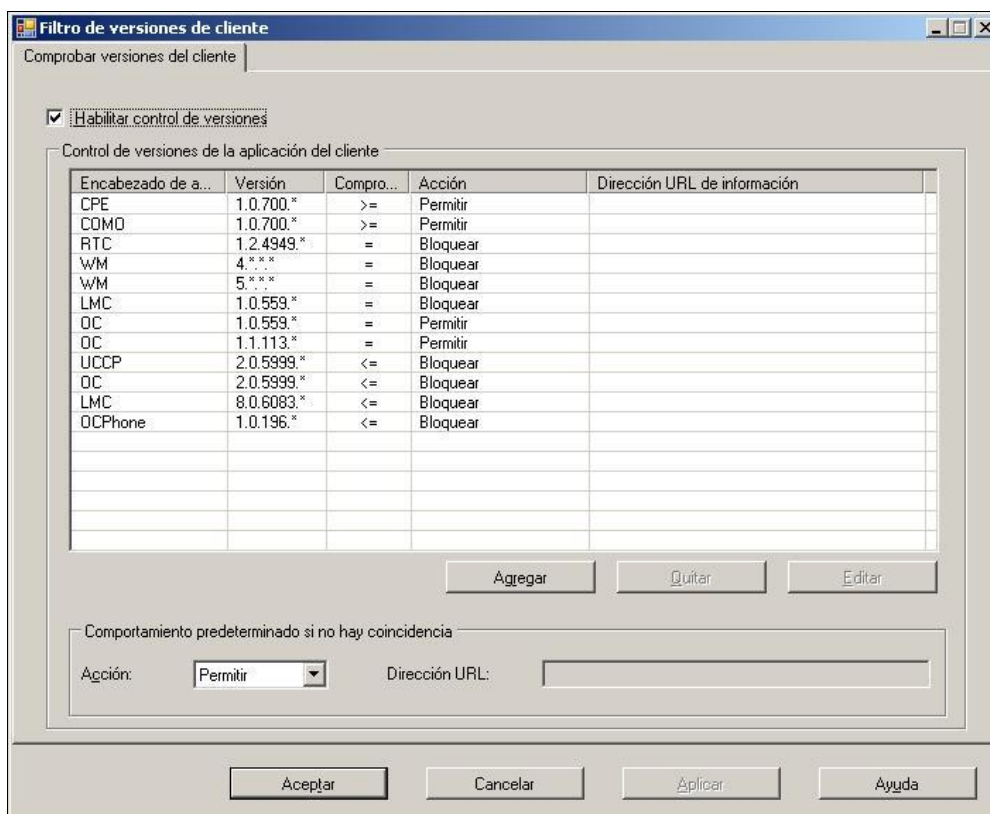 Filtro de versiones de cliente
Comprobar versiones del cliente
Habilitar control de versiones
Control de versiones de la aplicación del cliente
Encabezado de a... Versión Compro... Acción Dirección URL de información
CPE 1.0.700.* >= Permitir
COMO 1.0.700.* >= Permitir
RTC 1.2.4949.* = Bloquear
WM 4.*.*.* = Bloquear
WM 5.*.*.* = Bloquear
LMC 1.0.559.* = Bloquear
OC 1.0.559.* = Permitir
OC 1.1.113.* = Permitir
UCCP 2.0.5999.* <= Bloquear
OC 2.0.5999.* <= Bloquear
LMC 8.0.6083.* <= Bloquear
OCPhone 1.0.196.* <= Bloquear
Agregar Quitar Editar
Comportamiento predeterminado si no hay coincidencia
Acción: Permitir Dirección URL:
Aceptar Cancelar Aplicar Ayuda